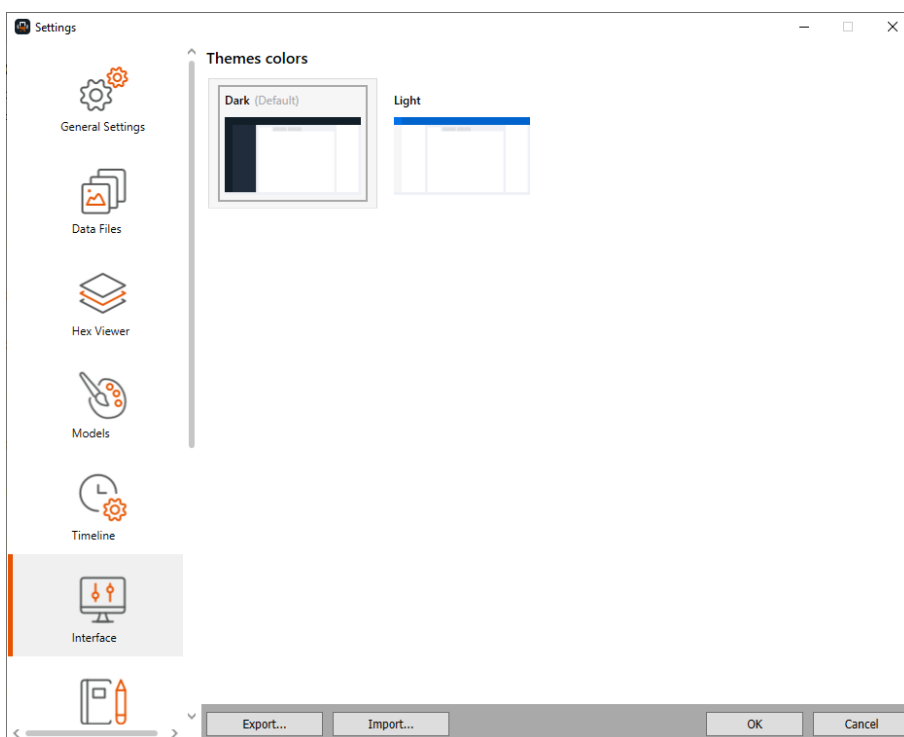 Settings
General Settings
Data Files
Hex Viewer
Models
Timeline
Interface
Themes colors
Dark (Default)
Light
Export...
Import...
OK
Cancel